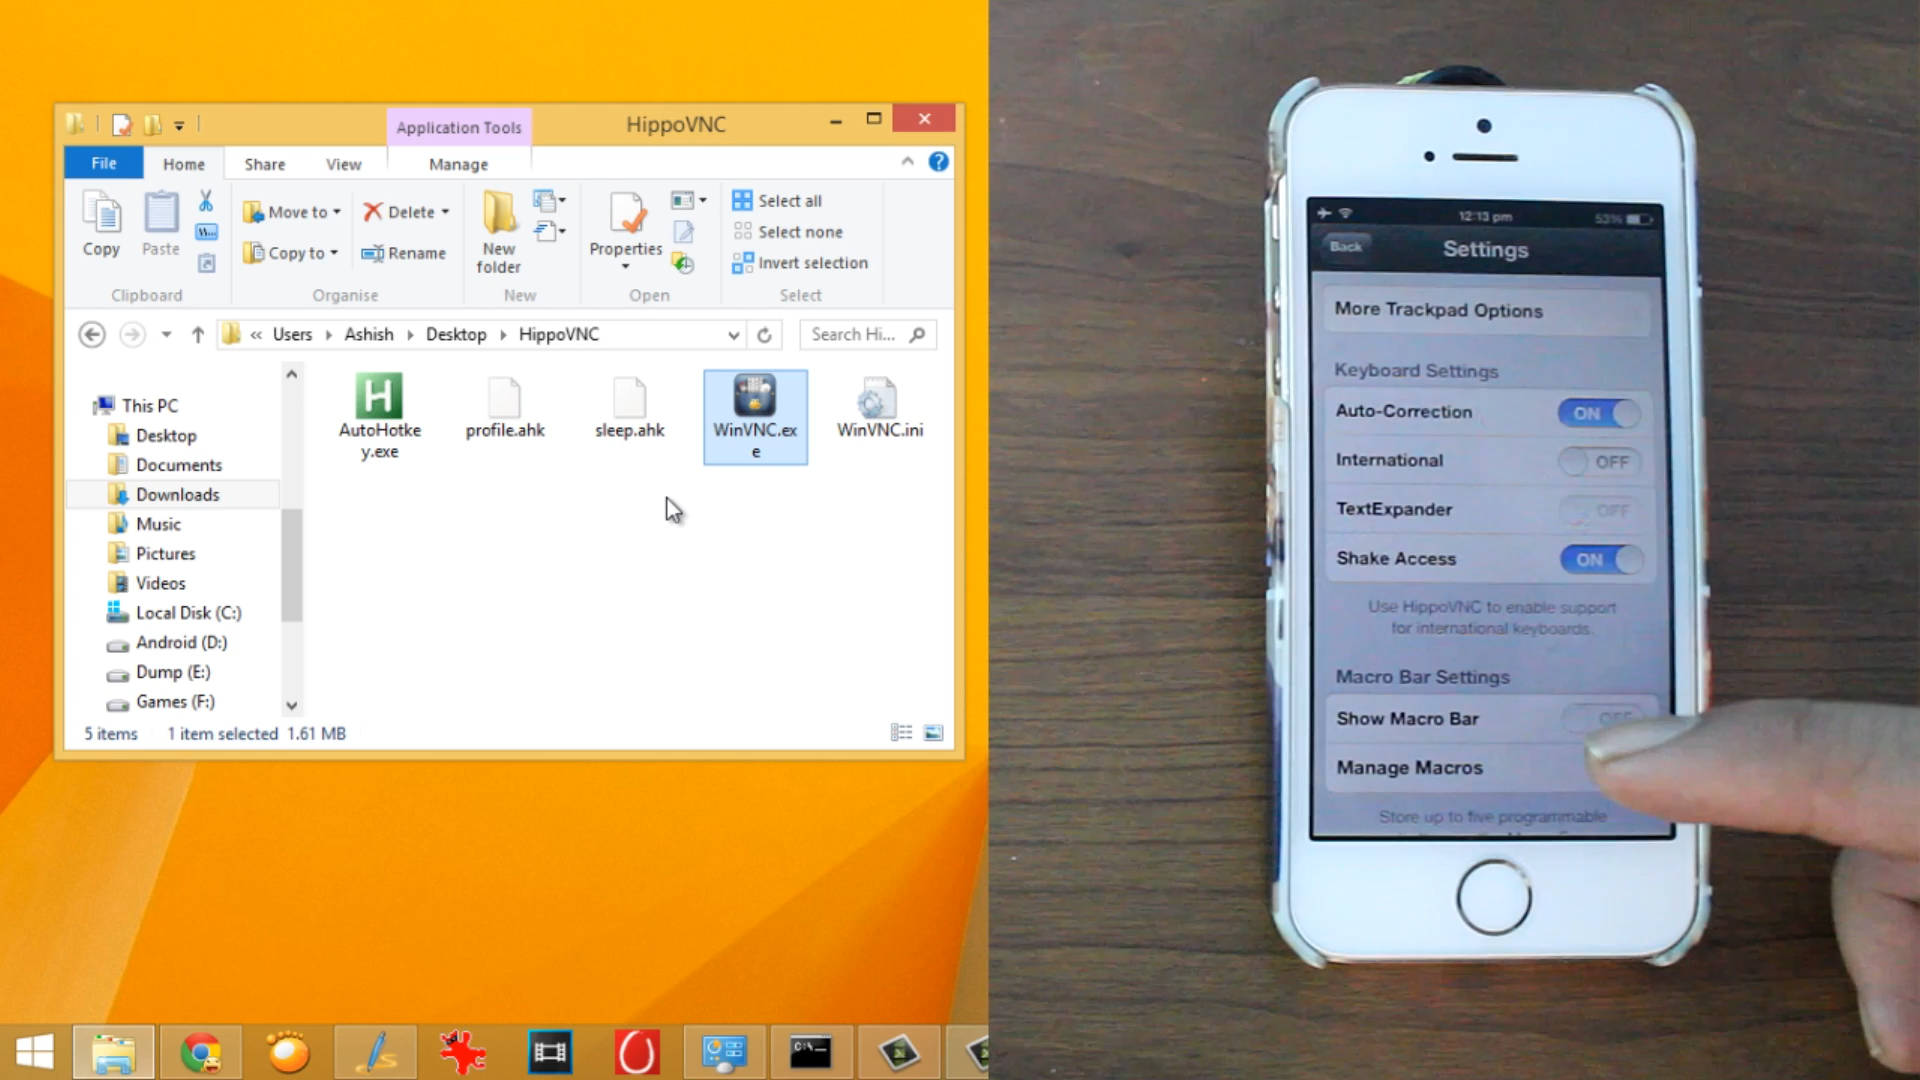 Application Tools
HippoVNC
File
Home
Share
View
Manage
Copy
Paste
Move to
Copy to
Delete
Rename
New
folder
Properties
Select all
Select none
Invert selection
Clipboard
Organise
New
Open
Select
« Users Ashish Desktop HippoVNC
Search Hi...
This PC
Desktop
Documents
Downloads
Music
Pictures
Videos
Local Disk (C:)
Android (D:)
Dump (E:)
Games (F:)
AutoHotke
y.exe
profile.ahk
sleep.ahk
WinVNC.ex
e
WinVNC.ini
5 items 1 item selected 1.61 MB
12:13 pm
53%
Back
Settings
More Trackpad Options
Keyboard Settings
Auto-Correction ON
International OFF
TextExpander OFF
Shake Access ON
Use HippoVNC to enable support
for international keyboards.
Macro Bar Settings
Show Macro Bar OFF
Manage Macros
Store up to five programmable